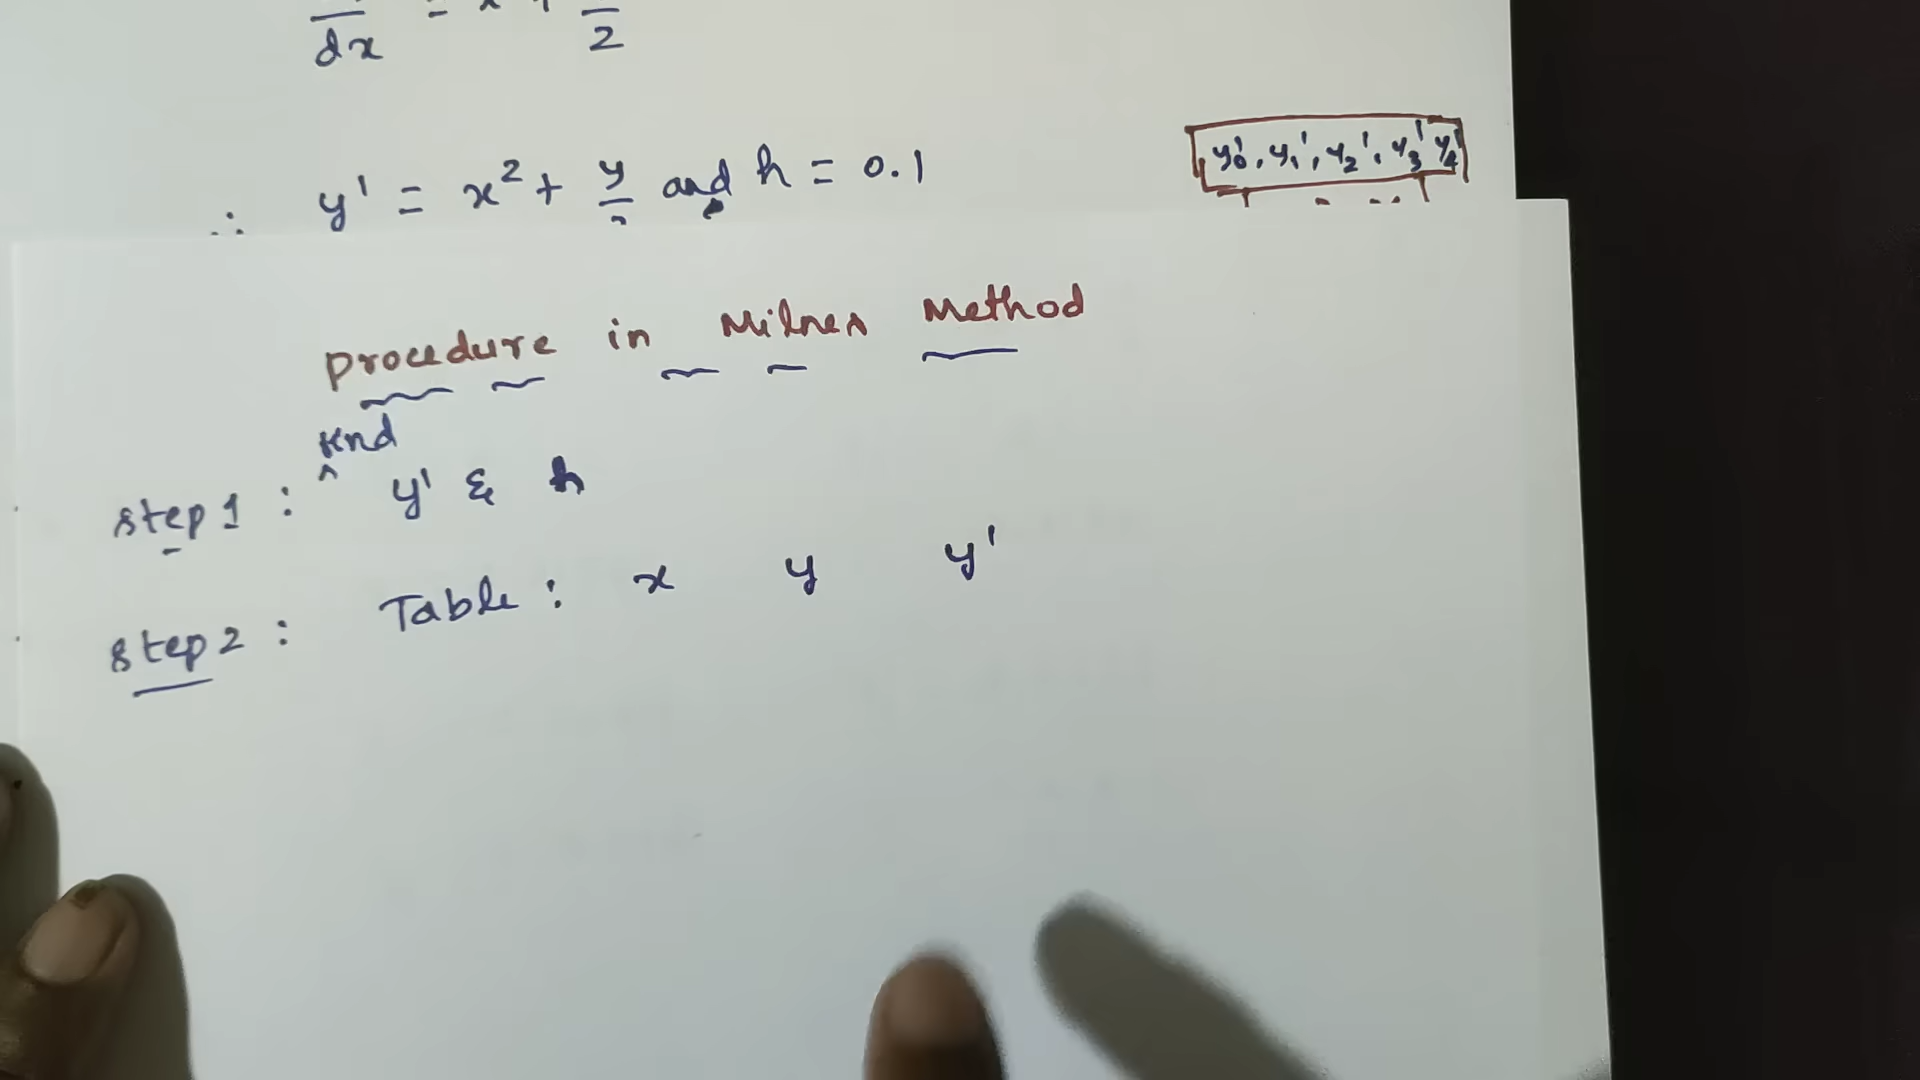 dx = x + 2
∴ y' = x² + y/2 and h = 0.1
y₀', y₁', y₂', y₃' y₄'
Procedure in Milnes Method
find
step 1 : ^ y' & h
step 2 : Table : x y y'